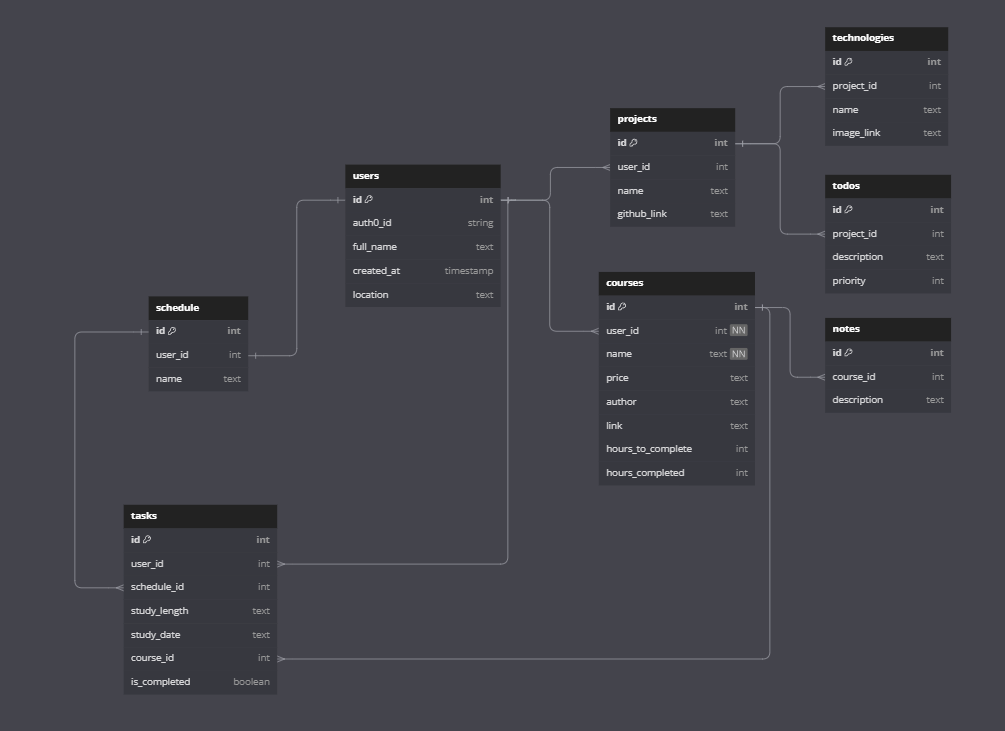 technologies
id int
project_id int
name text
image_link text
projects
id int
user_id int
name text
github_link text
users
id int
auth0_id string
full_name text
created_at timestamp
location text
todos
id int
project_id int
description text
priority int
courses
id int
user_id int NN
name text NN
price text
author text
link text
hours_to_complete int
hours_completed int
schedule
id int
user_id int
name text
notes
id int
course_id int
description text
tasks
id int
user_id int
schedule_id int
study_length text
study_date text
course_id int
is_completed boolean